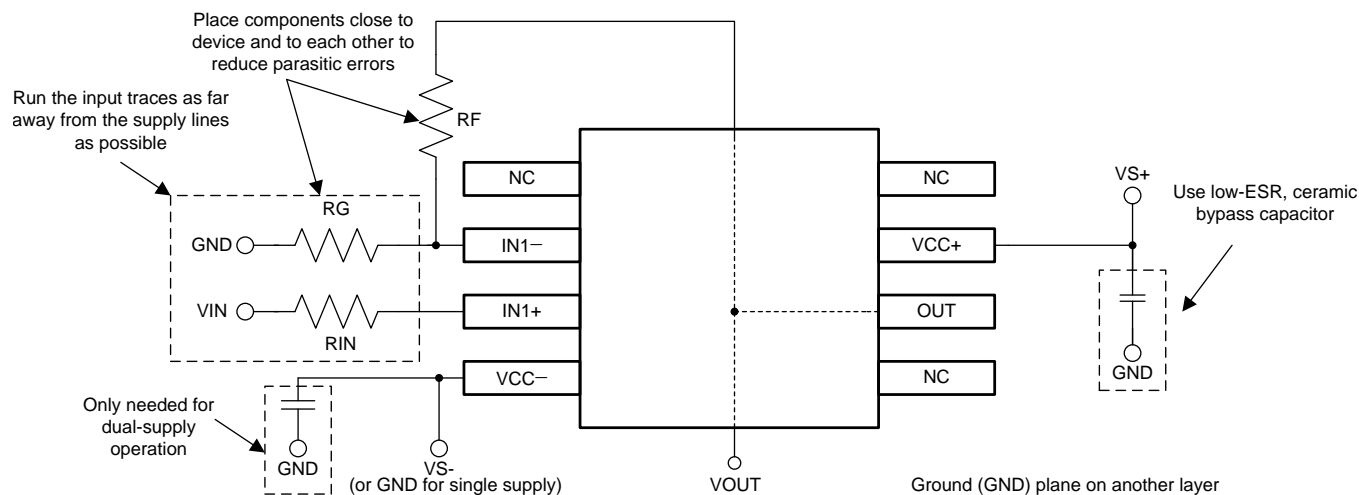 Place components close to
device and to each other to
reduce parasitic errors
Run the input traces as far
away from the supply lines
as possible
RF
NC
NC
VS+
Use low-ESR, ceramic
bypass capacitor
RG
GND
IN1−
VCC+
VIN
IN1+
OUT
RIN
VCC−
NC
GND
Only needed for
dual-supply
operation
GND
VS-
(or GND for single supply)
VOUT
Ground (GND) plane on another layer